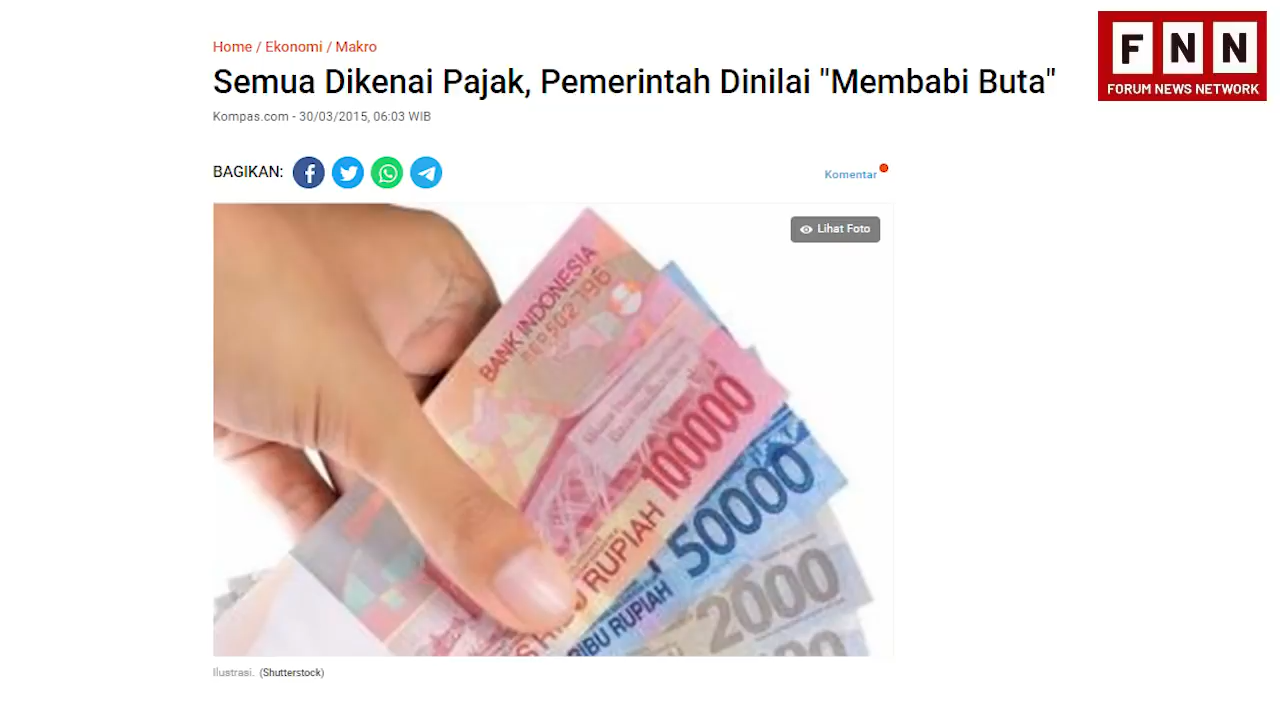 Home / Ekonomi / Makro
Semua Dikenai Pajak, Pemerintah Dinilai "Membabi Buta"
Kompas.com - 30/03/2015, 06:03 WIB
FNN
FORUM NEWS NETWORK
BAGIKAN:
Komentar
Lihat Foto
BANK INDONESIA
100000
RIBU RUPIAH
50000
RIBU RUPIAH
2000
Ilustrasi. (Shutterstock)